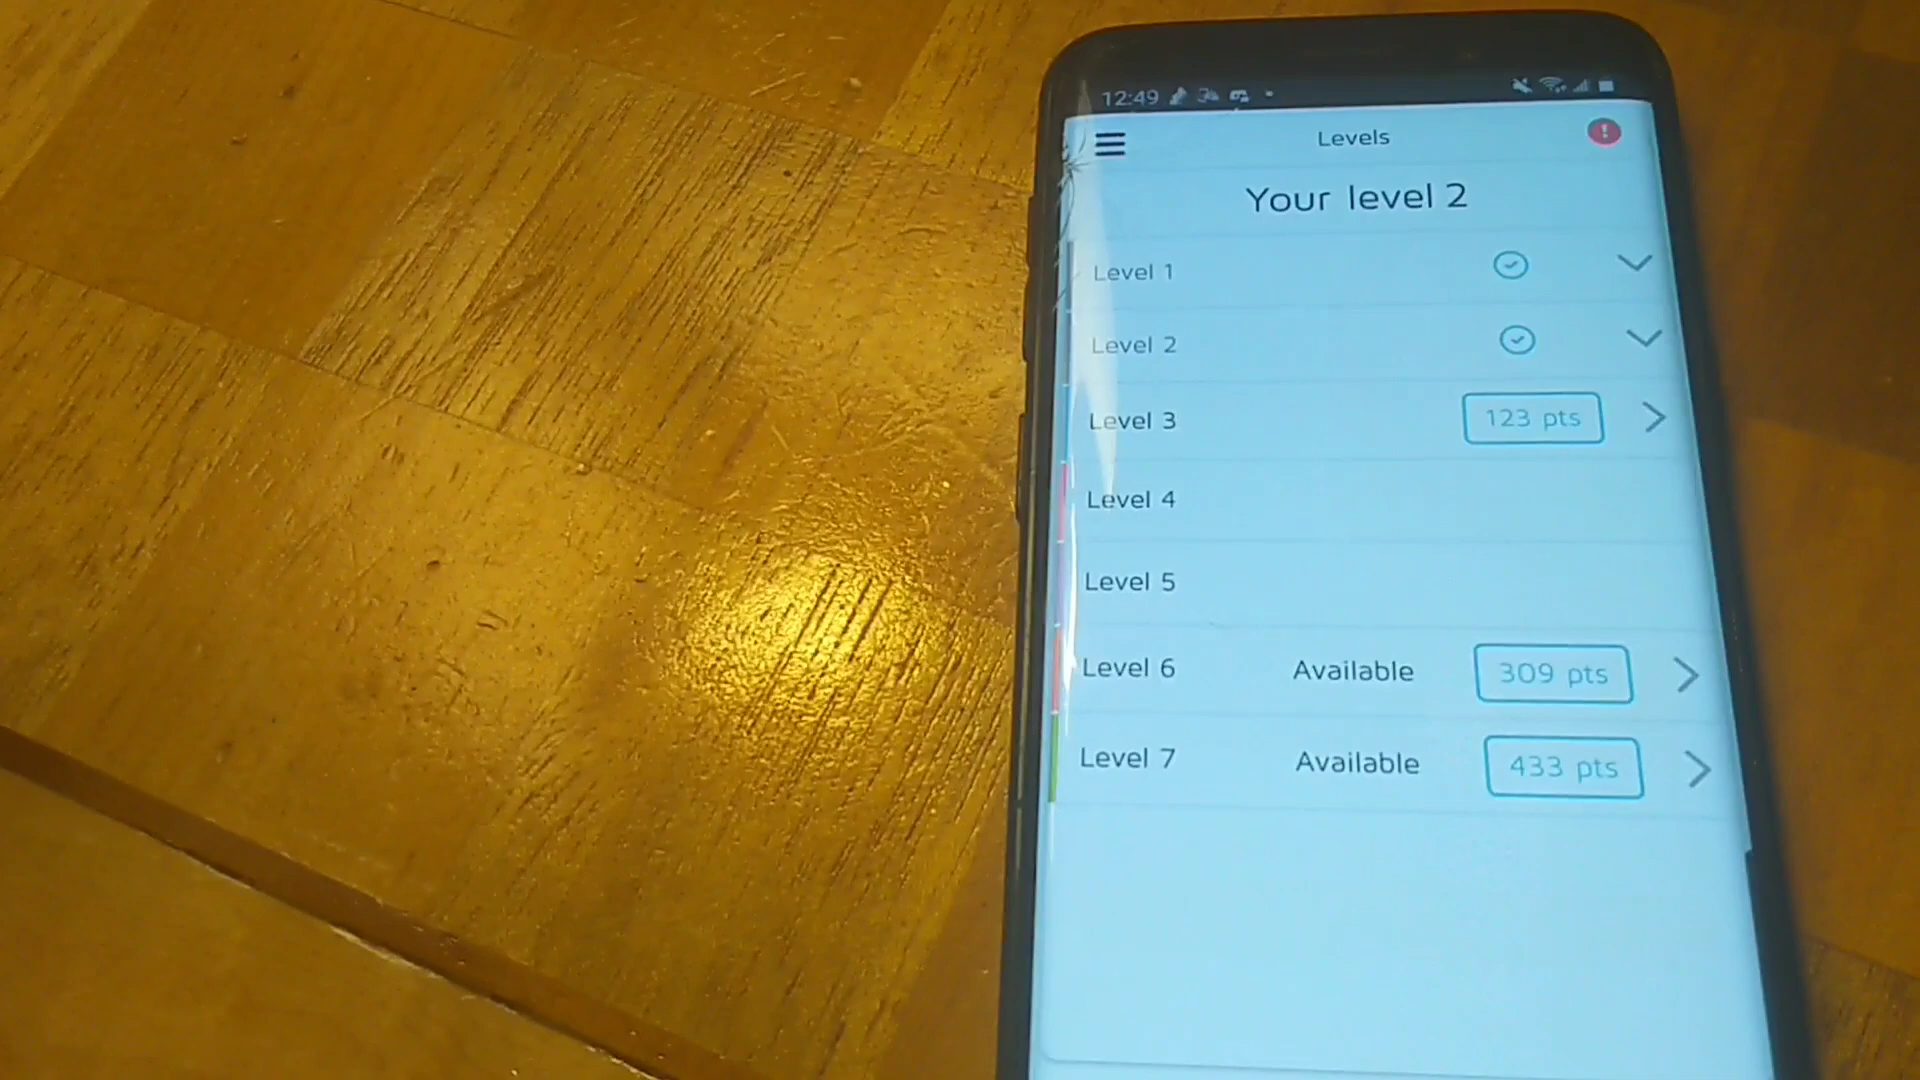 12:49
Levels
Your level 2
Level 1
Level 2
Level 3 123 pts
Level 4
Level 5
Level 6 Available 309 pts
Level 7 Available 433 pts